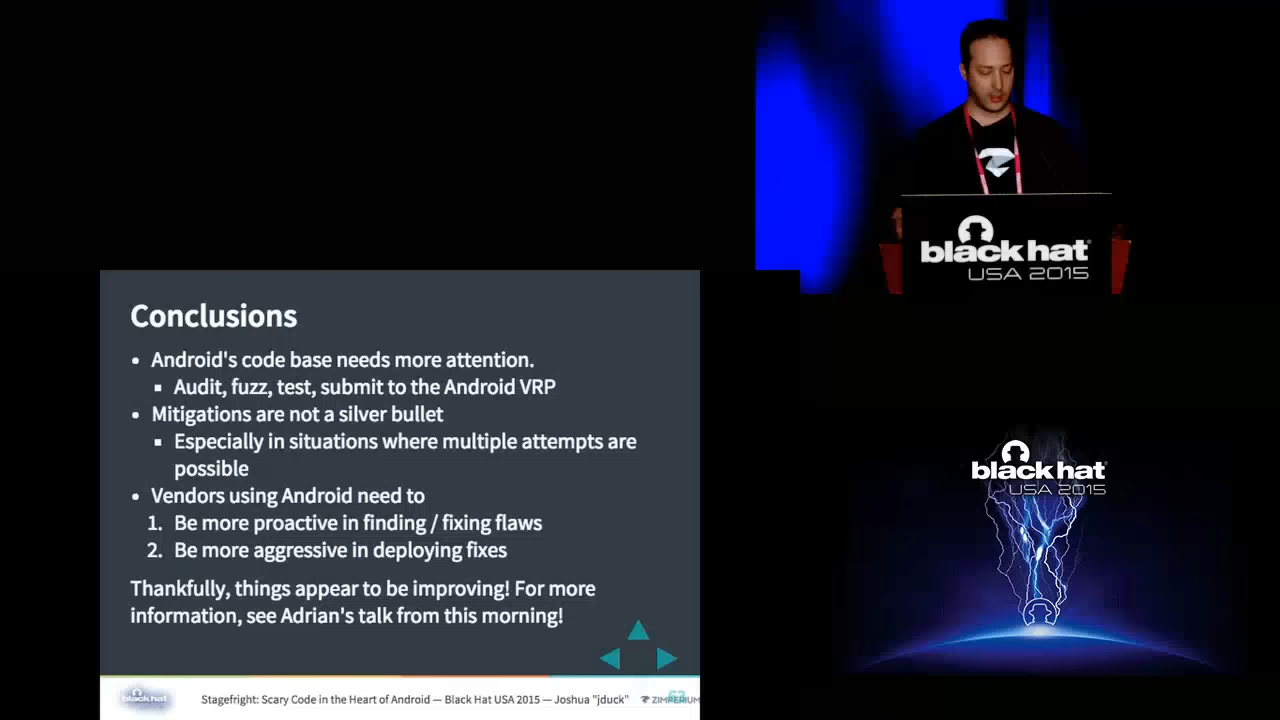 black hat
USA 2015
Conclusions
• Android's code base needs more attention.
▪ Audit, fuzz, test, submit to the Android VRP
• Mitigations are not a silver bullet
▪ Especially in situations where multiple attempts are
possible
• Vendors using Android need to
1. Be more proactive in finding / fixing flaws
2. Be more aggressive in deploying fixes
Thankfully, things appear to be improving! For more
information, see Adrian's talk from this morning!
black hat
USA 2015
black hat
Stagefright: Scary Code in the Heart of Android — Black Hat USA 2015 — Joshua "jduck"
ZIMPERIUM